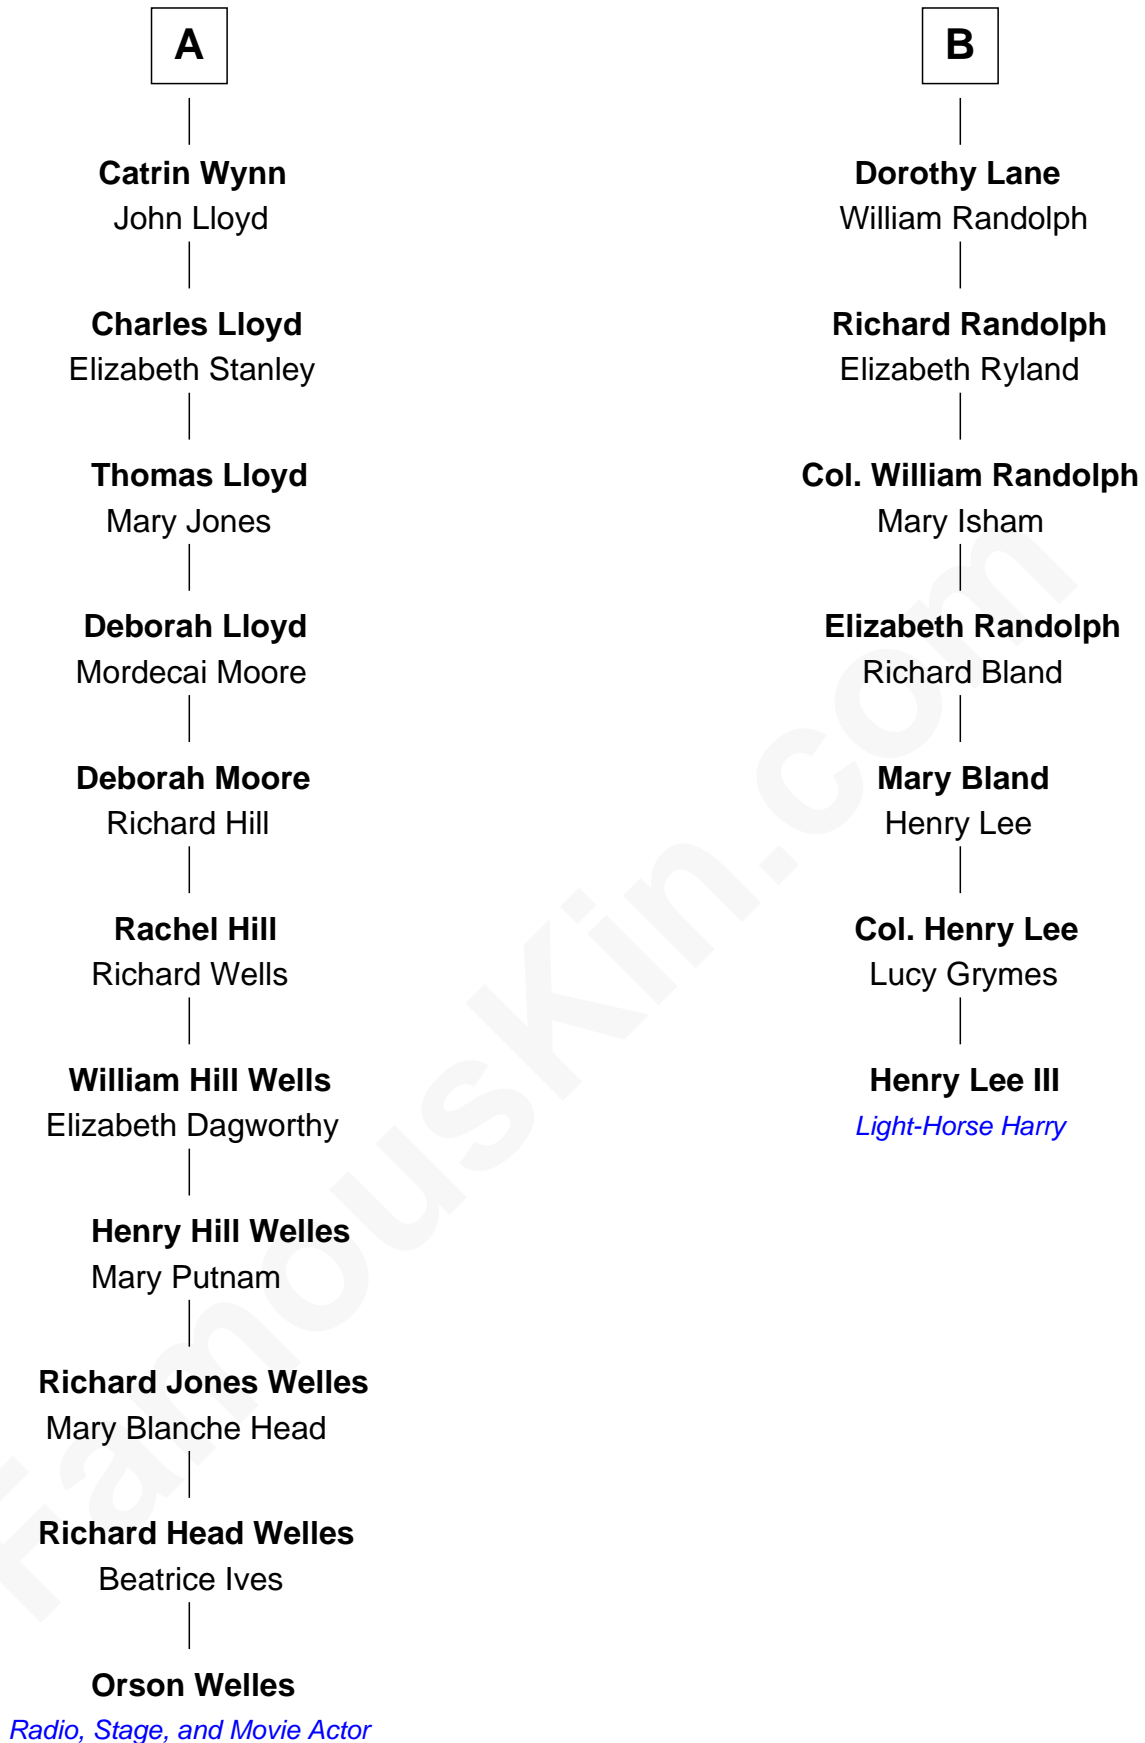 A
Catrin Wynn
John Lloyd
Charles Lloyd
Elizabeth Stanley
Thomas Lloyd
Mary Jones
Deborah Lloyd
Mordecai Moore
Deborah Moore
Richard Hill
Rachel Hill
Richard Wells
William Hill Wells
Elizabeth Dagworthy
Henry Hill Welles
Mary Putnam
Richard Jones Welles
Mary Blanche Head
Richard Head Welles
Beatrice Ives
Orson Welles
Radio, Stage, and Movie Actor
B
Dorothy Lane
William Randolph
Richard Randolph
Elizabeth Ryland
Col. William Randolph
Mary Isham
Elizabeth Randolph
Richard Bland
Mary Bland
Henry Lee
Col. Henry Lee
Lucy Grymes
Henry Lee III
Light-Horse Harry
FamousKin.com